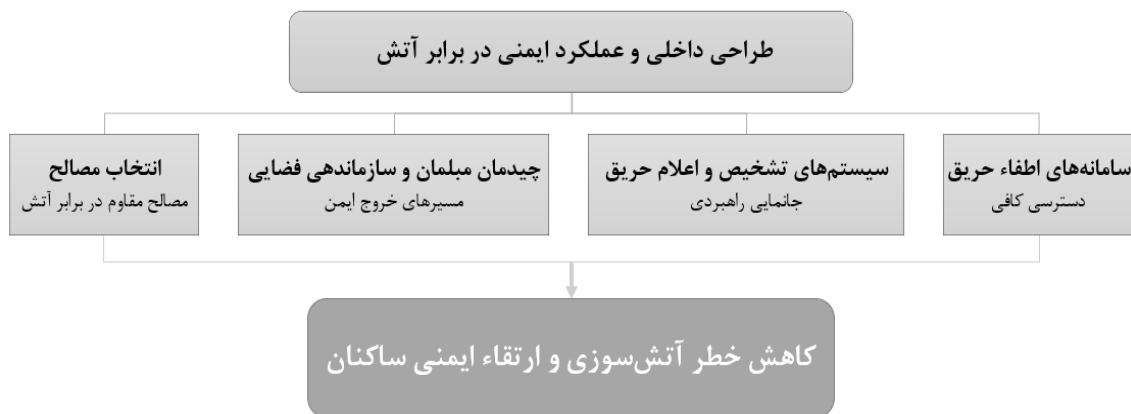 طراحی داخلی و عملکرد ایمنی در برابر آتش
سامانه‌های اطفاء حریق
دسترسی کافی
سیستم‌های تشخیص و اعلام حریق
جانمایی راهبردی
چیدمان مبلمان و سازماندهی فضایی
مسیرهای خروج ایمن
انتخاب مصالح
مصالح مقاوم در برابر آتش
کاهش خطر آتش‌سوزی و ارتقاء ایمنی ساکنان